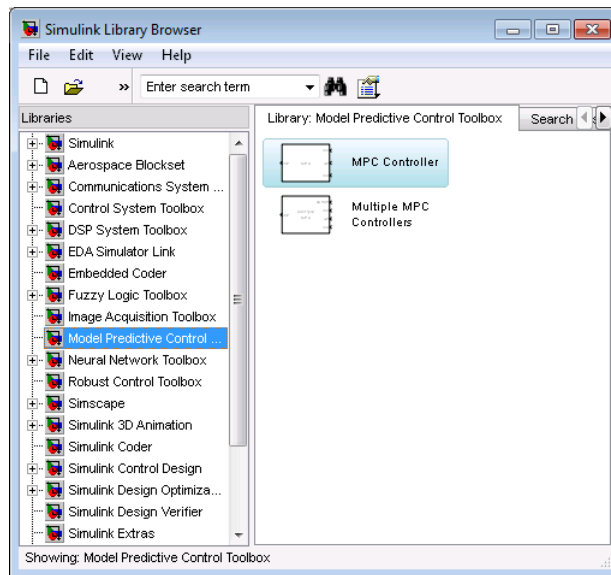 Simulink Library Browser
File Edit View Help
» Enter search term
Libraries
Simulink
Aerospace Blockset
Communications System ...
Control System Toolbox
DSP System Toolbox
EDA Simulator Link
Embedded Coder
Fuzzy Logic Toolbox
Image Acquisition Toolbox
Model Predictive Control ...
Neural Network Toolbox
Robust Control Toolbox
Simscape
Simulink 3D Animation
Simulink Coder
Simulink Control Design
Simulink Design Optimiza...
Simulink Design Verifier
Simulink Extras
Library: Model Predictive Control Toolbox Search
MPC Controller
Multiple MPC
Controllers
Showing: Model Predictive Control Toolbox